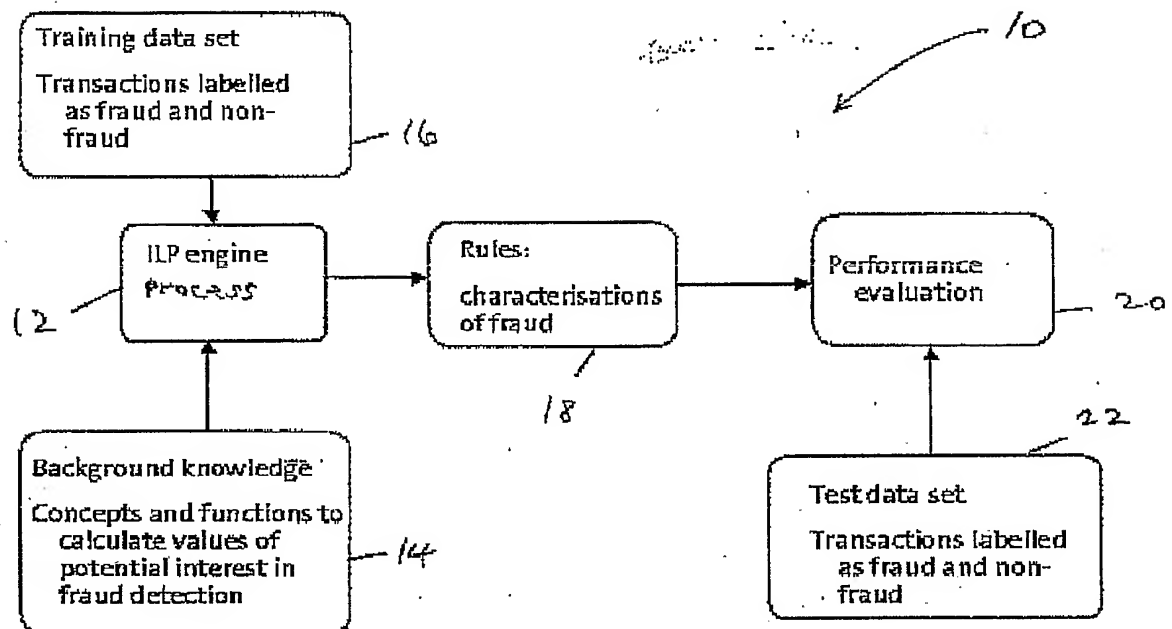 Training data set
Transactions labelled
as fraud and non-
fraud
16
10
ILP engine
Process
12
Rules:
characterisations
of fraud
18
Performance
evaluation
20
Background knowledge
Concepts and functions to
calculate values of
potential interest in
fraud detection
14
22
Test data set
Transactions labelled
as fraud and non-
fraud